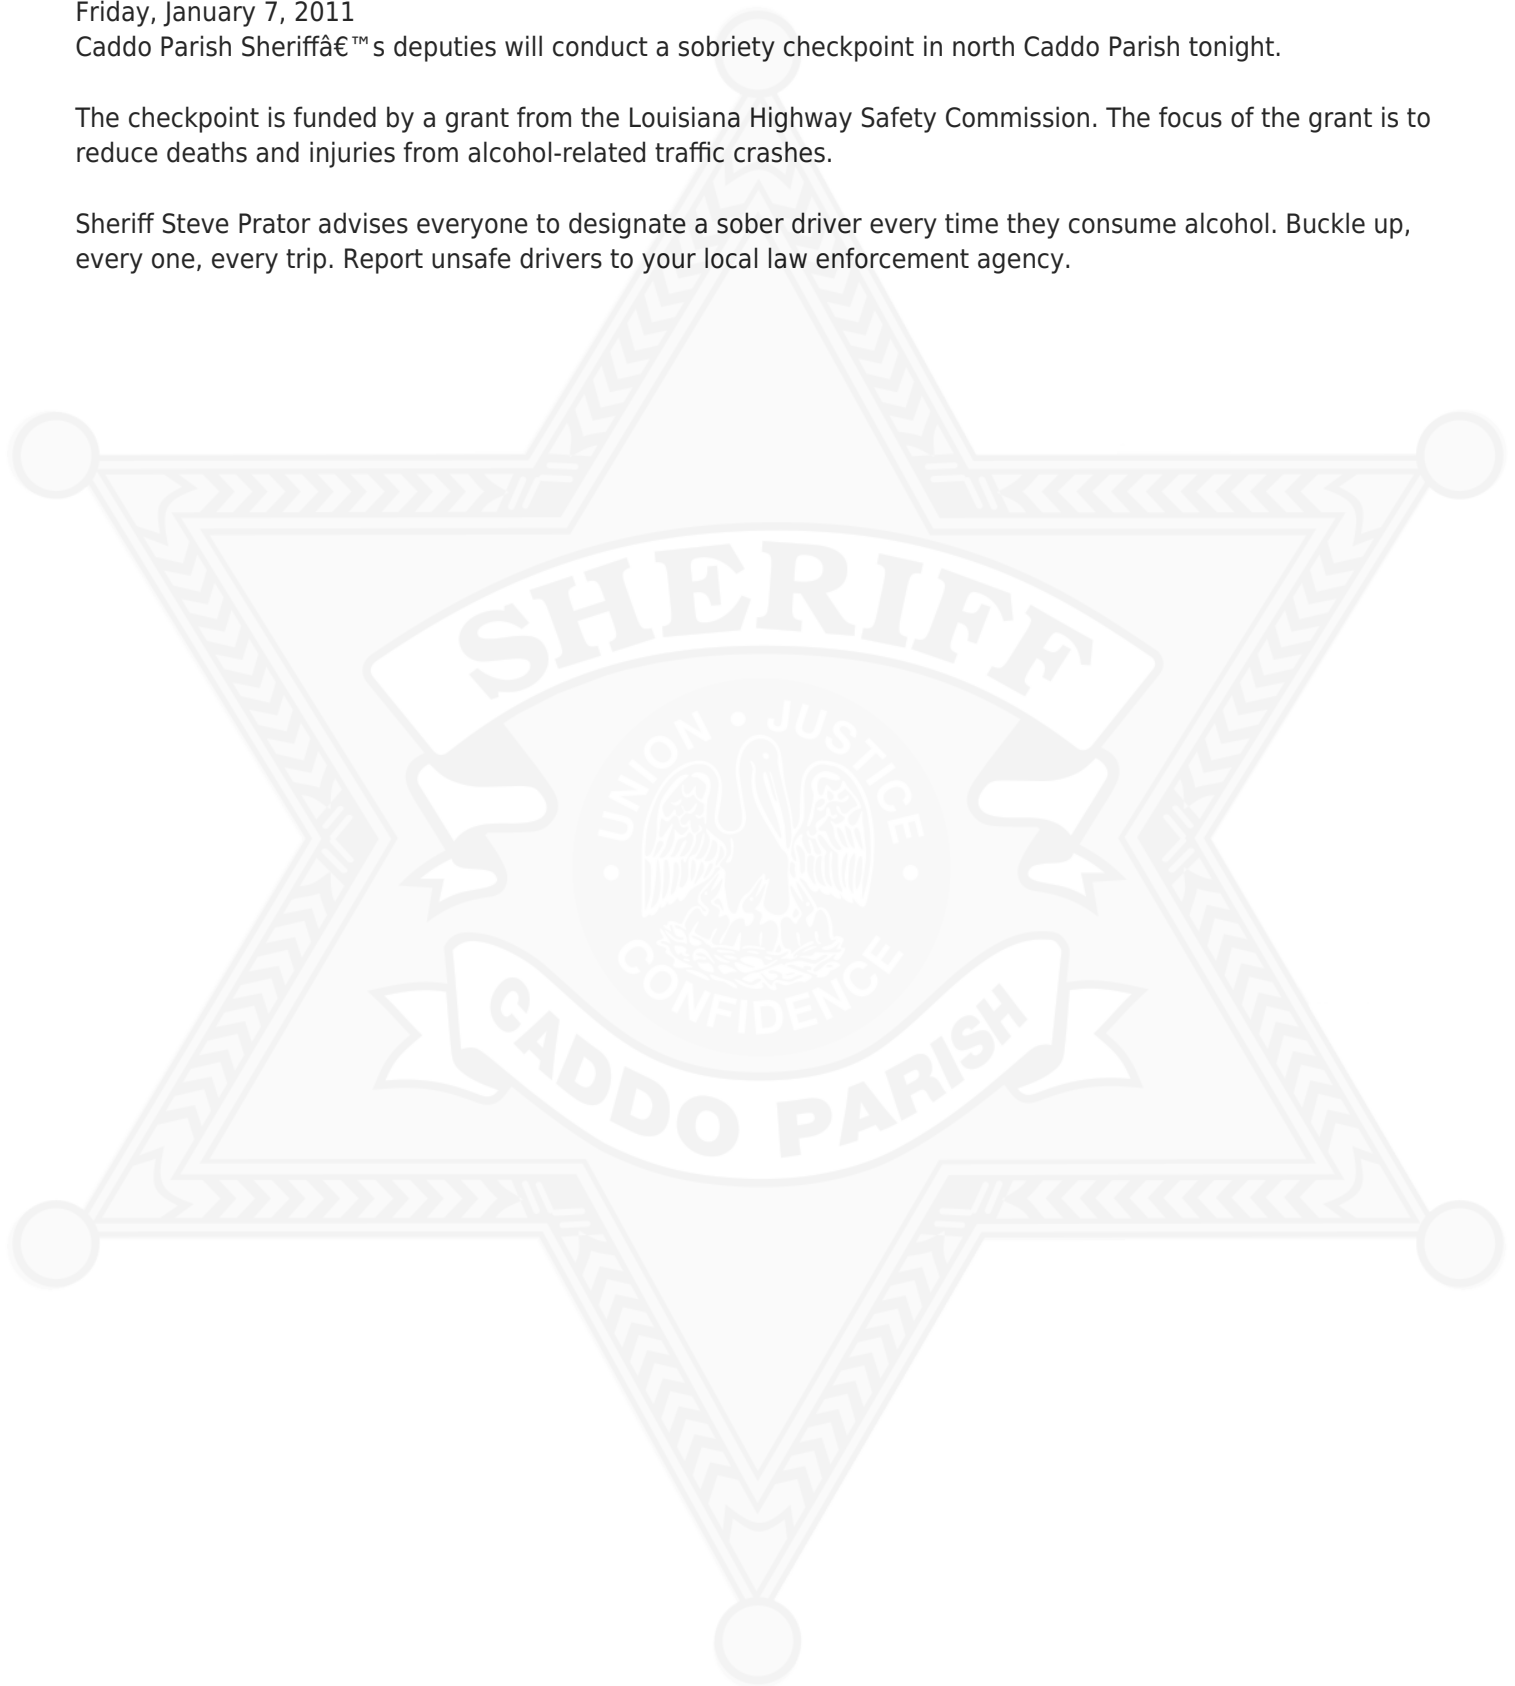 Friday, January 7, 2011
Caddo Parish Sheriffâ€™s deputies will conduct a sobriety checkpoint in north Caddo Parish tonight.
The checkpoint is funded by a grant from the Louisiana Highway Safety Commission. The focus of the grant is to
reduce deaths and injuries from alcohol-related traffic crashes.
Sheriff Steve Prator advises everyone to designate a sober driver every time they consume alcohol. Buckle up,
every one, every trip. Report unsafe drivers to your local law enforcement agency.
SHERIFF
UNION • JUSTICE
• CONFIDENCE •
CADDO PARISH